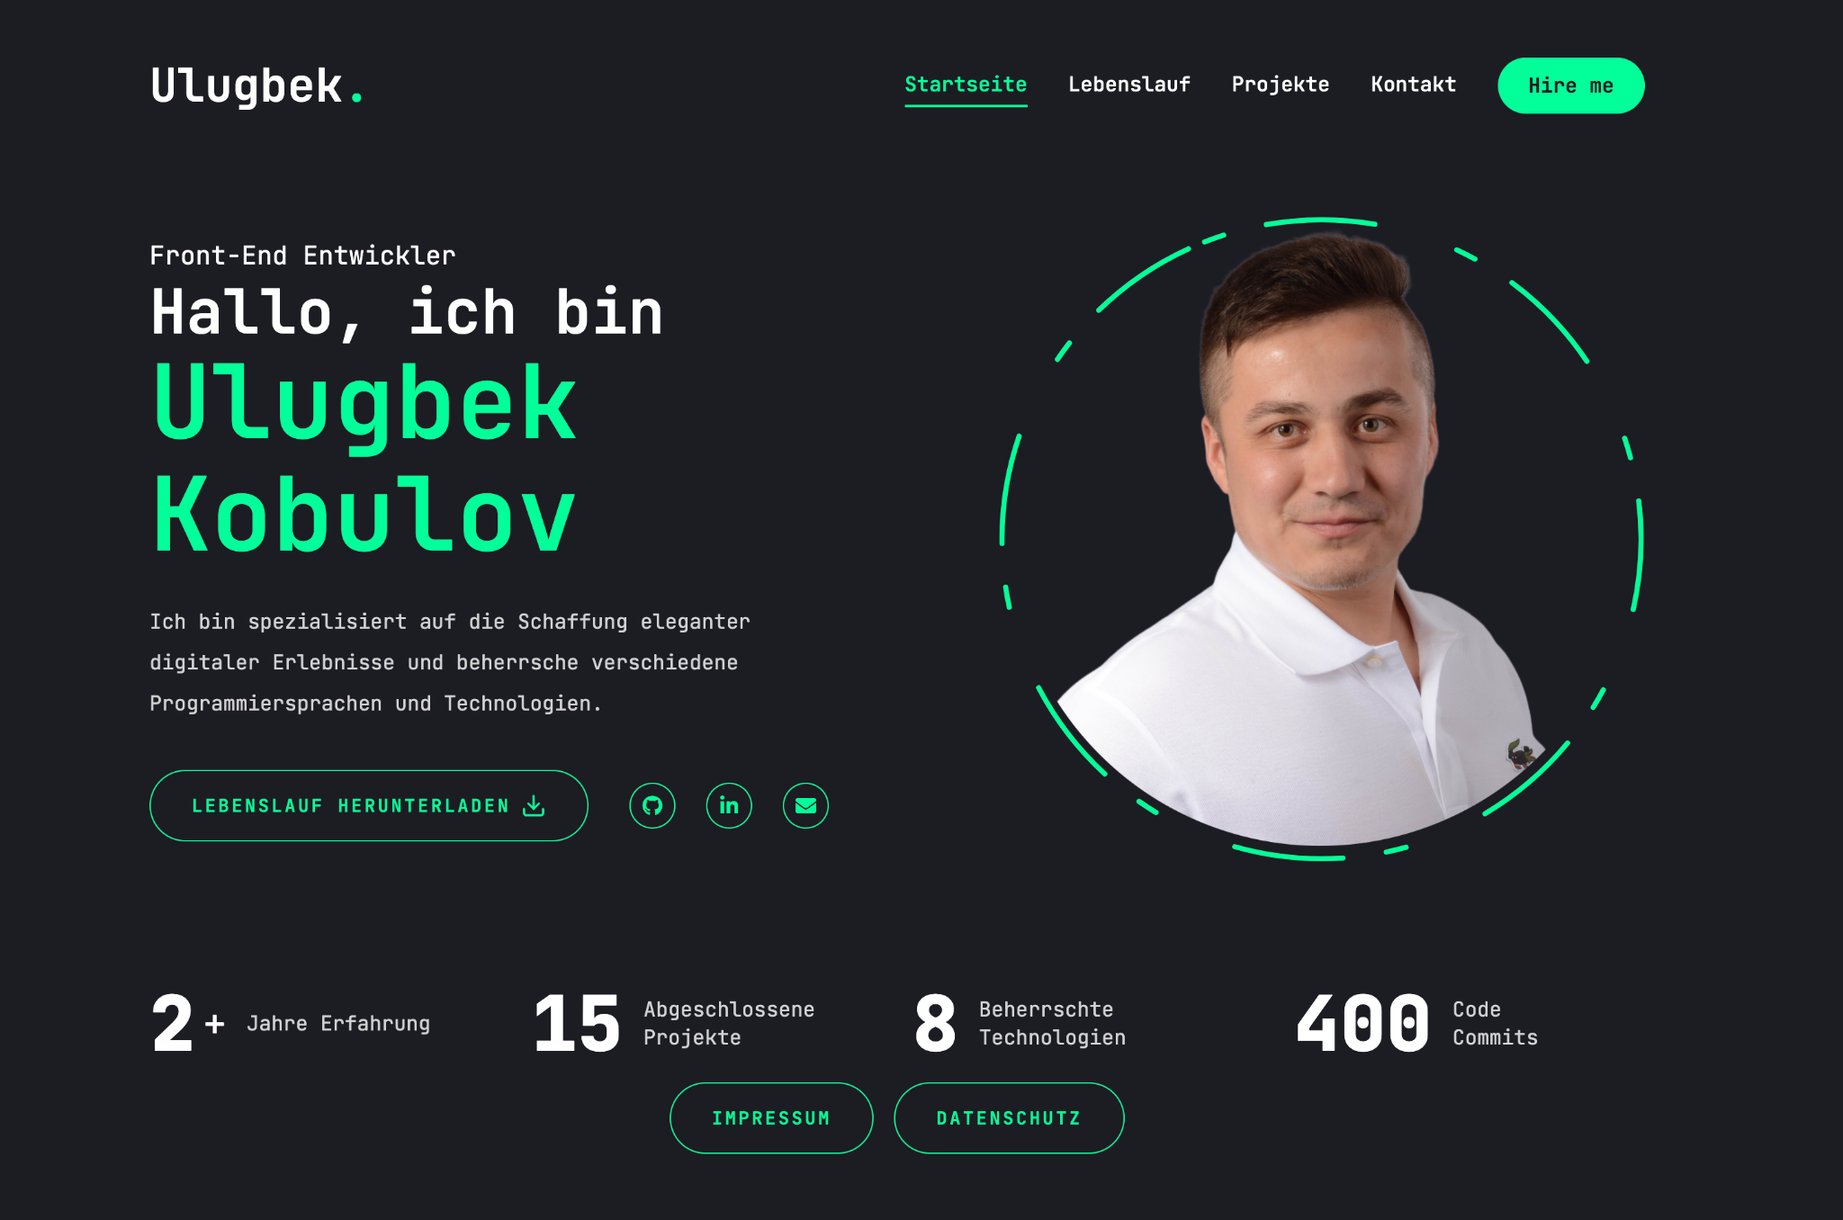 Ulugbek.
Startseite
Lebenslauf
Projekte
Kontakt
Hire me
Front-End Entwickler
Hallo, ich bin
Ulugbek
Kobulov
Ich bin spezialisiert auf die Schaffung eleganter
digitaler Erlebnisse und beherrsche verschiedene
Programmiersprachen und Technologien.
LEBENSLAUF HERUNTERLADEN
in
2+ Jahre Erfahrung
15 Abgeschlossene
Projekte
8 Beherrschte
Technologien
400 Code
Commits
IMPRESSUM
DATENSCHUTZ